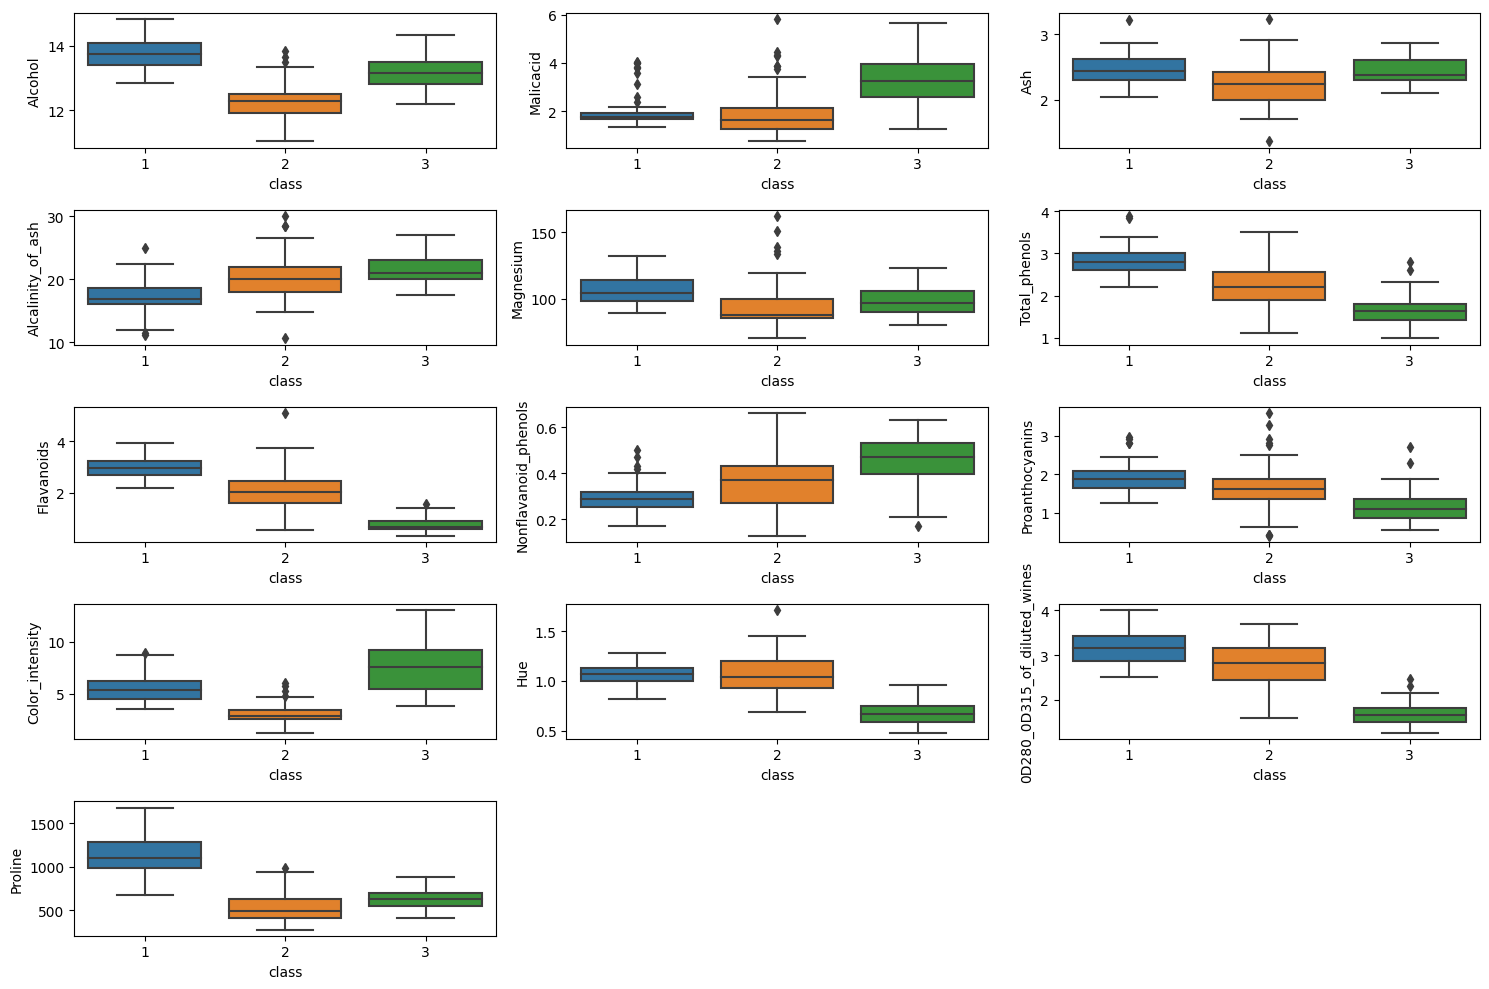 Alcohol
14
12
1 2 3
class
Malicacid
6
4
2
1 2 3
class
Ash
3
2
1 2 3
class
Alcalinity_of_ash
30
20
10
1 2 3
class
Magnesium
150
100
1 2 3
class
Total_phenols
4
3
2
1
1 2 3
class
Flavanoids
4
2
1 2 3
class
Nonflavanoid_phenols
0.6
0.4
0.2
1 2 3
class
Proanthocyanins
3
2
1
1 2 3
class
Color_intensity
10
5
1 2 3
class
Hue
1.5
1.0
0.5
1 2 3
class
0D280_0D315_of_diluted_wines
4
3
2
1 2 3
class
Proline
1500
1000
500
1 2 3
class